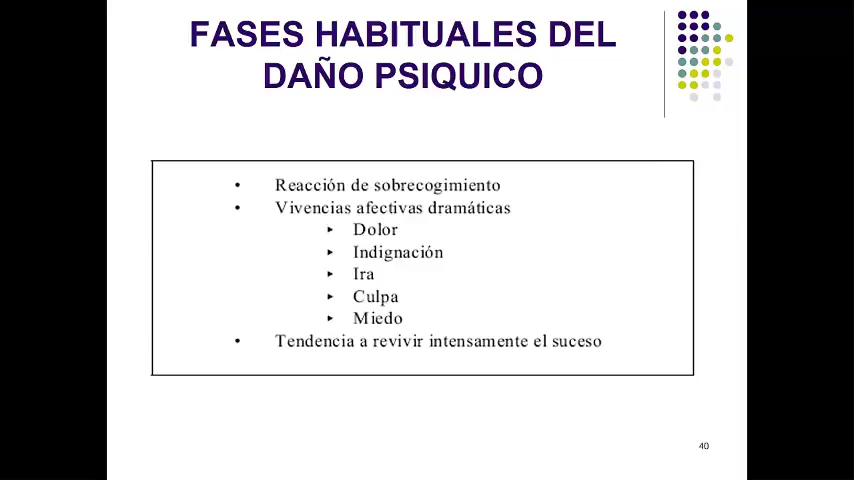 FASES HABITUALES DEL
DAÑO PSIQUICO
• Reacción de sobrecogimiento
• Vivencias afectivas dramáticas
▸ Dolor
▸ Indignación
▸ Ira
▸ Culpa
▸ Miedo
• Tendencia a revivir intensamente el suceso
40